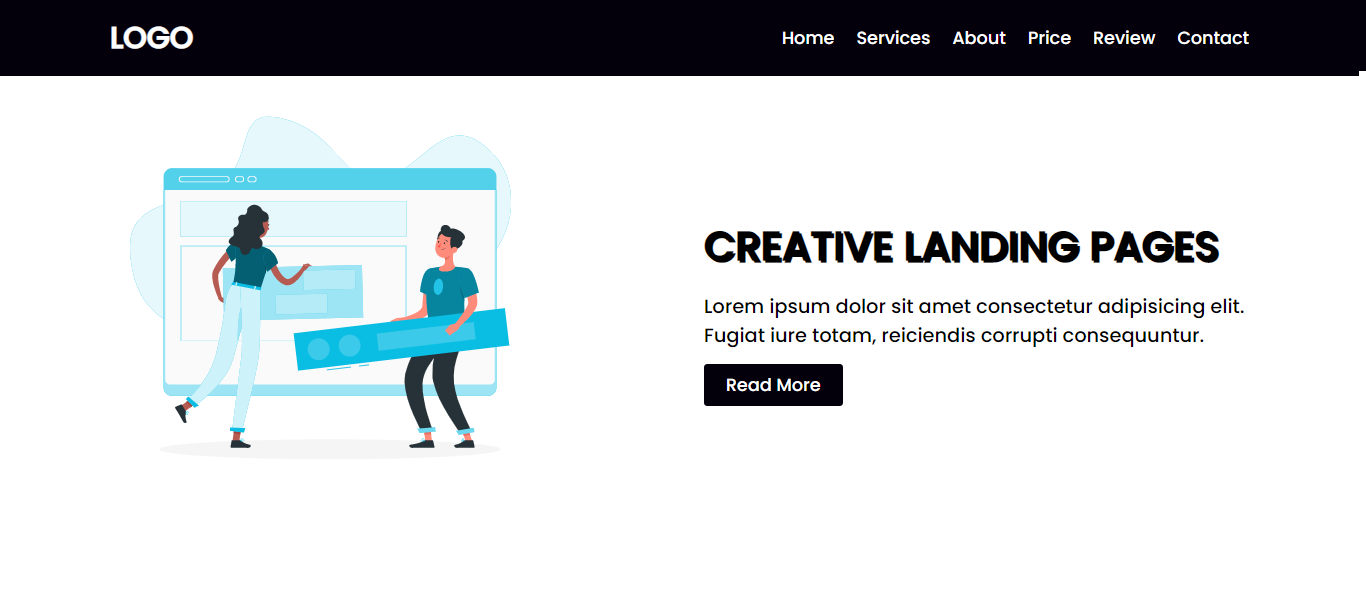 LOGO
Home Services About Price Review Contact
CREATIVE LANDING PAGES
Lorem ipsum dolor sit amet consectetur adipisicing elit.
Fugiat iure totam, reiciendis corrupti consequuntur.
Read More